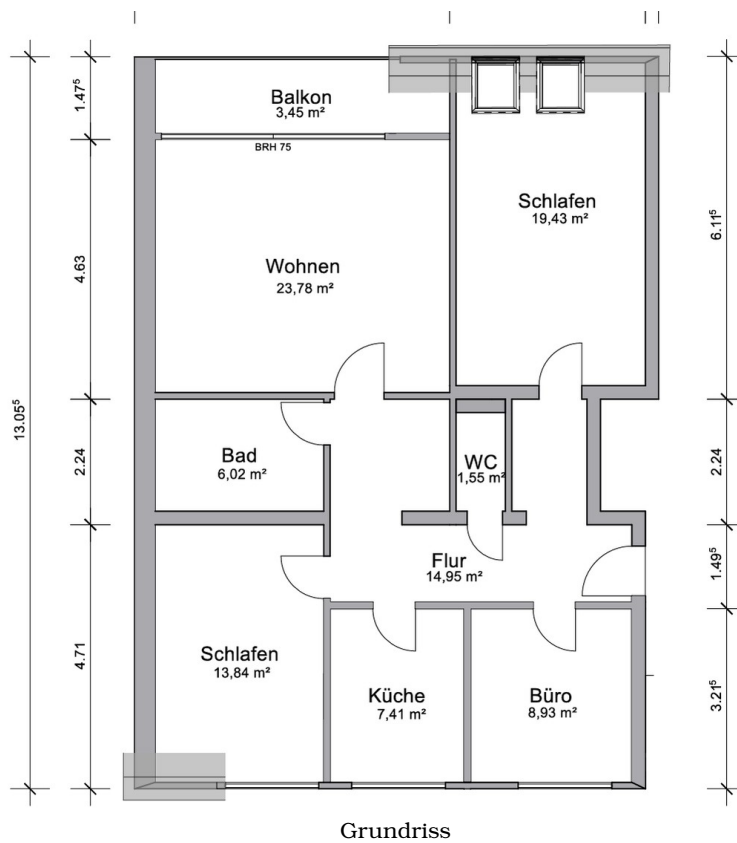 Balkon
3,45 m²
BRH 75
Schlafen
19,43 m²
Wohnen
23,78 m²
Bad
6,02 m²
WC
1,55 m²
Flur
14,95 m²
Schlafen
13,84 m²
Küche
7,41 m²
Büro
8,93 m²
13.05⁵
1.47⁵
4.63
2.24
4.71
6.11⁵
2.24
1.49⁵
3.21⁵
Grundriss